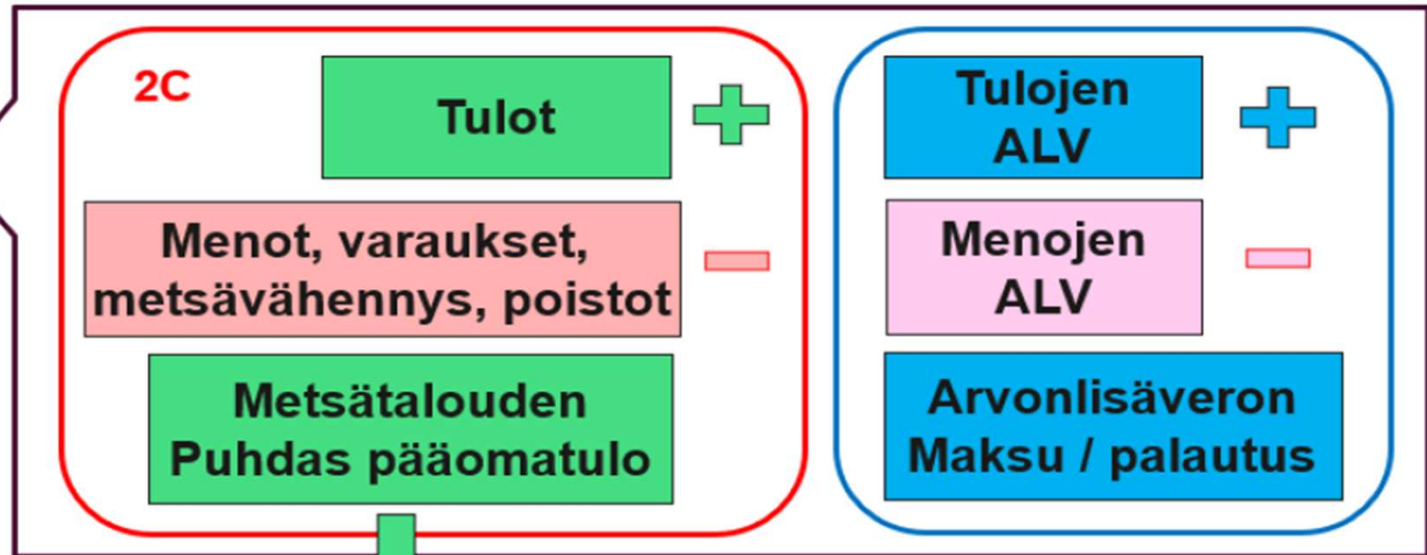 2C
Tulot
Menot, varaukset,
metsävähennys, poistot
Metsätalouden
Puhdas pääomatulo
Tulojen
ALV
Menojen
ALV
Arvonlisäveron
Maksu / palautus